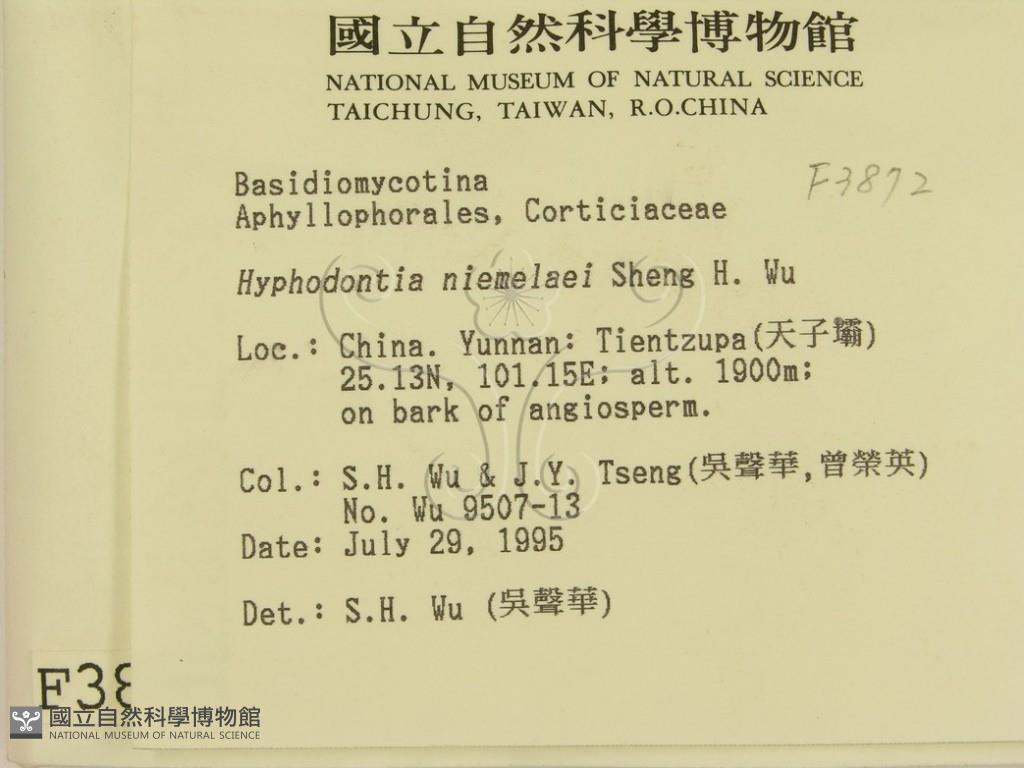 國立自然科學博物館
NATIONAL MUSEUM OF NATURAL SCIENCE
TAICHUNG, TAIWAN, R.O.CHINA
F3872
Basidiomycotina
Aphyllophorales, Corticiaceae
Hyphodontia niemelaei Sheng H. Wu
Loc.: China. Yunnan: Tientzupa(天子壩)
25.13N, 101.15E; alt. 1900m;
on bark of angiosperm.
Col.: S.H. Wu & J.Y. Tseng(吳聲華,曾榮英)
No. Wu 9507-13
Date: July 29, 1995
Det.: S.H. Wu (吳聲華)
F38
國立自然科學博物館
NATIONAL MUSEUM OF NATURAL SCIENCE